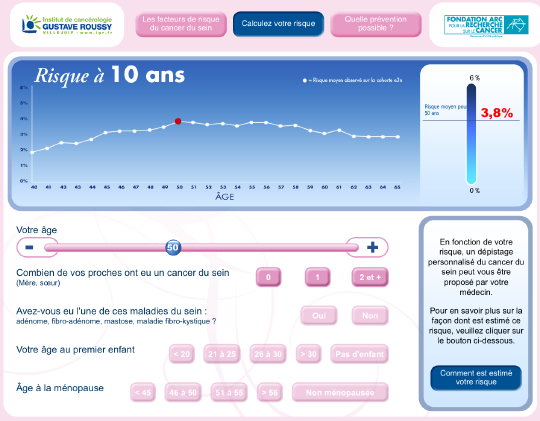 Institut de cancérologie
GUSTAVE ROUSSY
VILLEJUIF - www.igr.fr
Les facteurs de risque
du cancer du sein
Calculez votre risque
Quelle prévention
possible ?
FONDATION ARC
POUR LA RECHERCHE
SUR LE CANCER
Risque à 10 ans
= Risque moyen observé sur la cohorte e3n
6%
5%
4%
3%
2%
1%
0%
40 41 43 43 44 45 46 47 48 49 50 51 52 53 54 55 56 57 58 59 60 61 62 63 64 65
ÂGE
6 %
Risque moyen pour
50 ans
3,8%
0 %
Votre âge
- 50 +
Combien de vos proches ont eu un cancer du sein
(Mère, sœur)
0 1 2 et +
Avez-vous eu l'une de ces maladies du sein :
adénome, fibro-adénome, mastose, maladie fibro-kystique ?
Oui Non
Votre âge au premier enfant
< 20 21 à 25 26 à 30 > 30 Pas d'enfant
Âge à la ménopause
< 45 46 à 50 51 à 55 > 56 Non ménopausée
En fonction de votre
risque, un dépistage
personnalisé du cancer du
sein peut vous être
proposé par votre
médecin.
Pour en savoir plus sur la
façon dont est estimé ce
risque, veuillez cliquer sur
le bouton ci-dessous.
Comment est estimé
votre risque